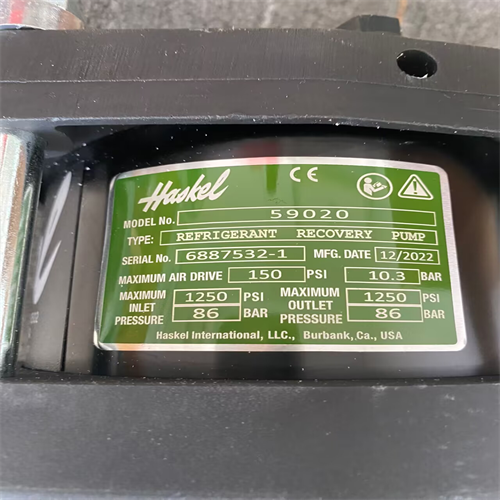 Haskel CE
MODEL No. 59020
TYPE: REFRIGERANT RECOVERY PUMP
SERIAL No. 6887532-1 MFG. DATE 12/2022
MAXIMUM AIR DRIVE 150 PSI 10.3 BAR
MAXIMUM INLET PRESSURE 1250 PSI 86 BAR
MAXIMUM OUTLET PRESSURE 1250 PSI 86 BAR
Haskel International, LLC., Burbank, Ca., USA